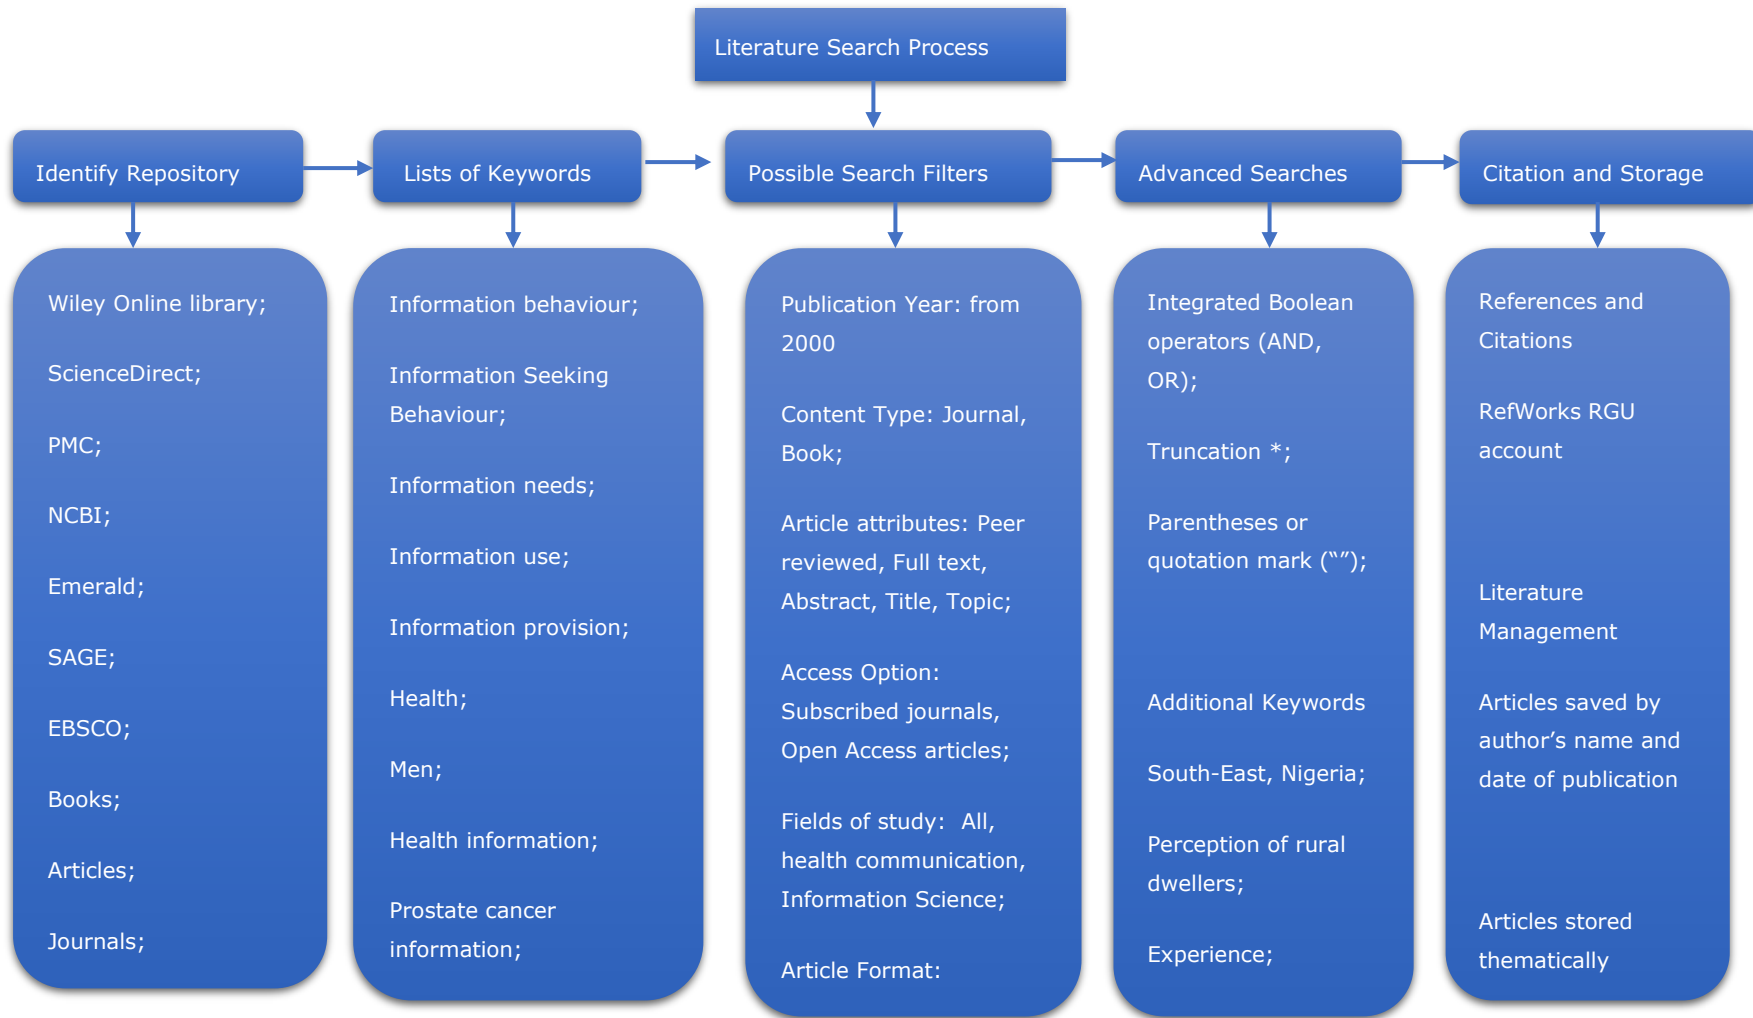 Literature Search Process
Identify Repository
Lists of Keywords
Possible Search Filters
Advanced Searches
Citation and Storage
Wiley Online library;
ScienceDirect;
PMC;
NCBI;
Emerald;
SAGE;
EBSCO;
Books;
Articles;
Journals;
Information behaviour;
Information Seeking
Behaviour;
Information needs;
Information use;
Information provision;
Health;
Men;
Health information;
Prostate cancer
information;
Publication Year: from
2000
Content Type: Journal,
Book;
Article attributes: Peer
reviewed, Full text,
Abstract, Title, Topic;
Access Option:
Subscribed journals,
Open Access articles;
Fields of study:  All,
health communication,
Information Science;
Article Format:
Integrated Boolean
operators (AND,
OR);
Truncation *;
Parentheses or
quotation mark (“”);
Additional Keywords
South-East, Nigeria;
Perception of rural
dwellers;
Experience;
References and
Citations
RefWorks RGU
account
Literature
Management
Articles saved by
author’s name and
date of publication
Articles stored
thematically